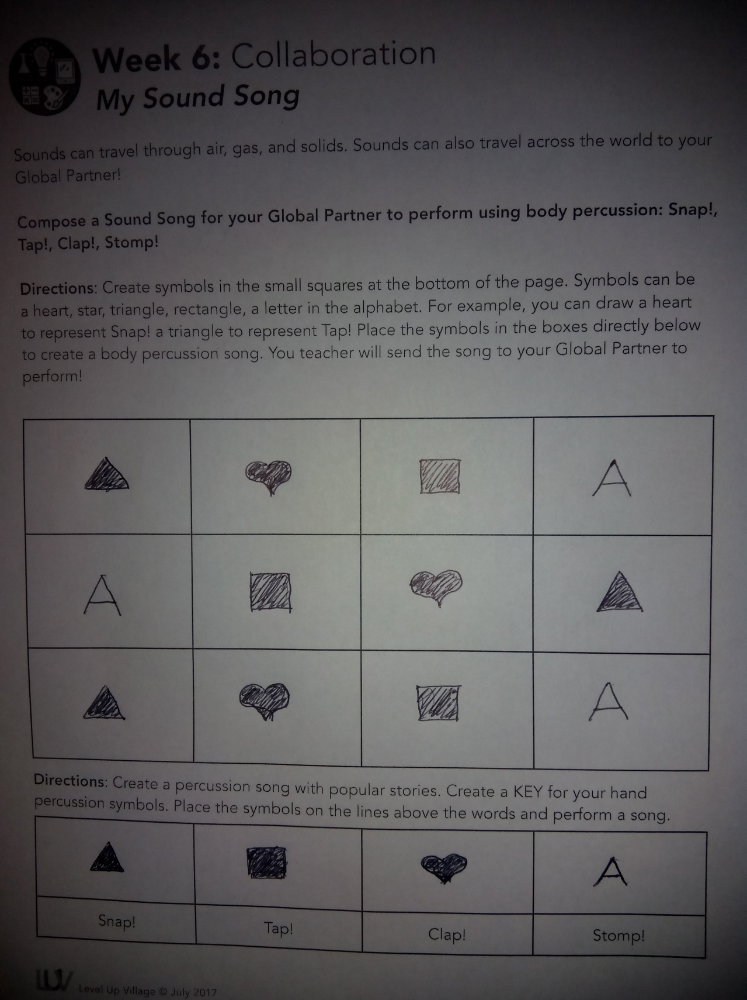 Week 6: Collaboration
My Sound Song
Sounds can travel through air, gas, and solids. Sounds can also travel across the world to your
Global Partner!
Compose a Sound Song for your Global Partner to perform using body percussion: Snap!,
Tap!, Clap!, Stomp!
Directions: Create symbols in the small squares at the bottom of the page. Symbols can be
a heart, star, triangle, rectangle, a letter in the alphabet. For example, you can draw a heart
to represent Snap! a triangle to represent Tap! Place the symbols in the boxes directly below
to create a body percussion song. You teacher will send the song to your Global Partner to
perform!
A
A
A
Directions: Create a percussion song with popular stories. Create a KEY for your hand
percussion symbols. Place the symbols on the lines above the words and perform a song.
A
Snap! Tap! Clap! Stomp!
LUV Level Up Village © July 2017